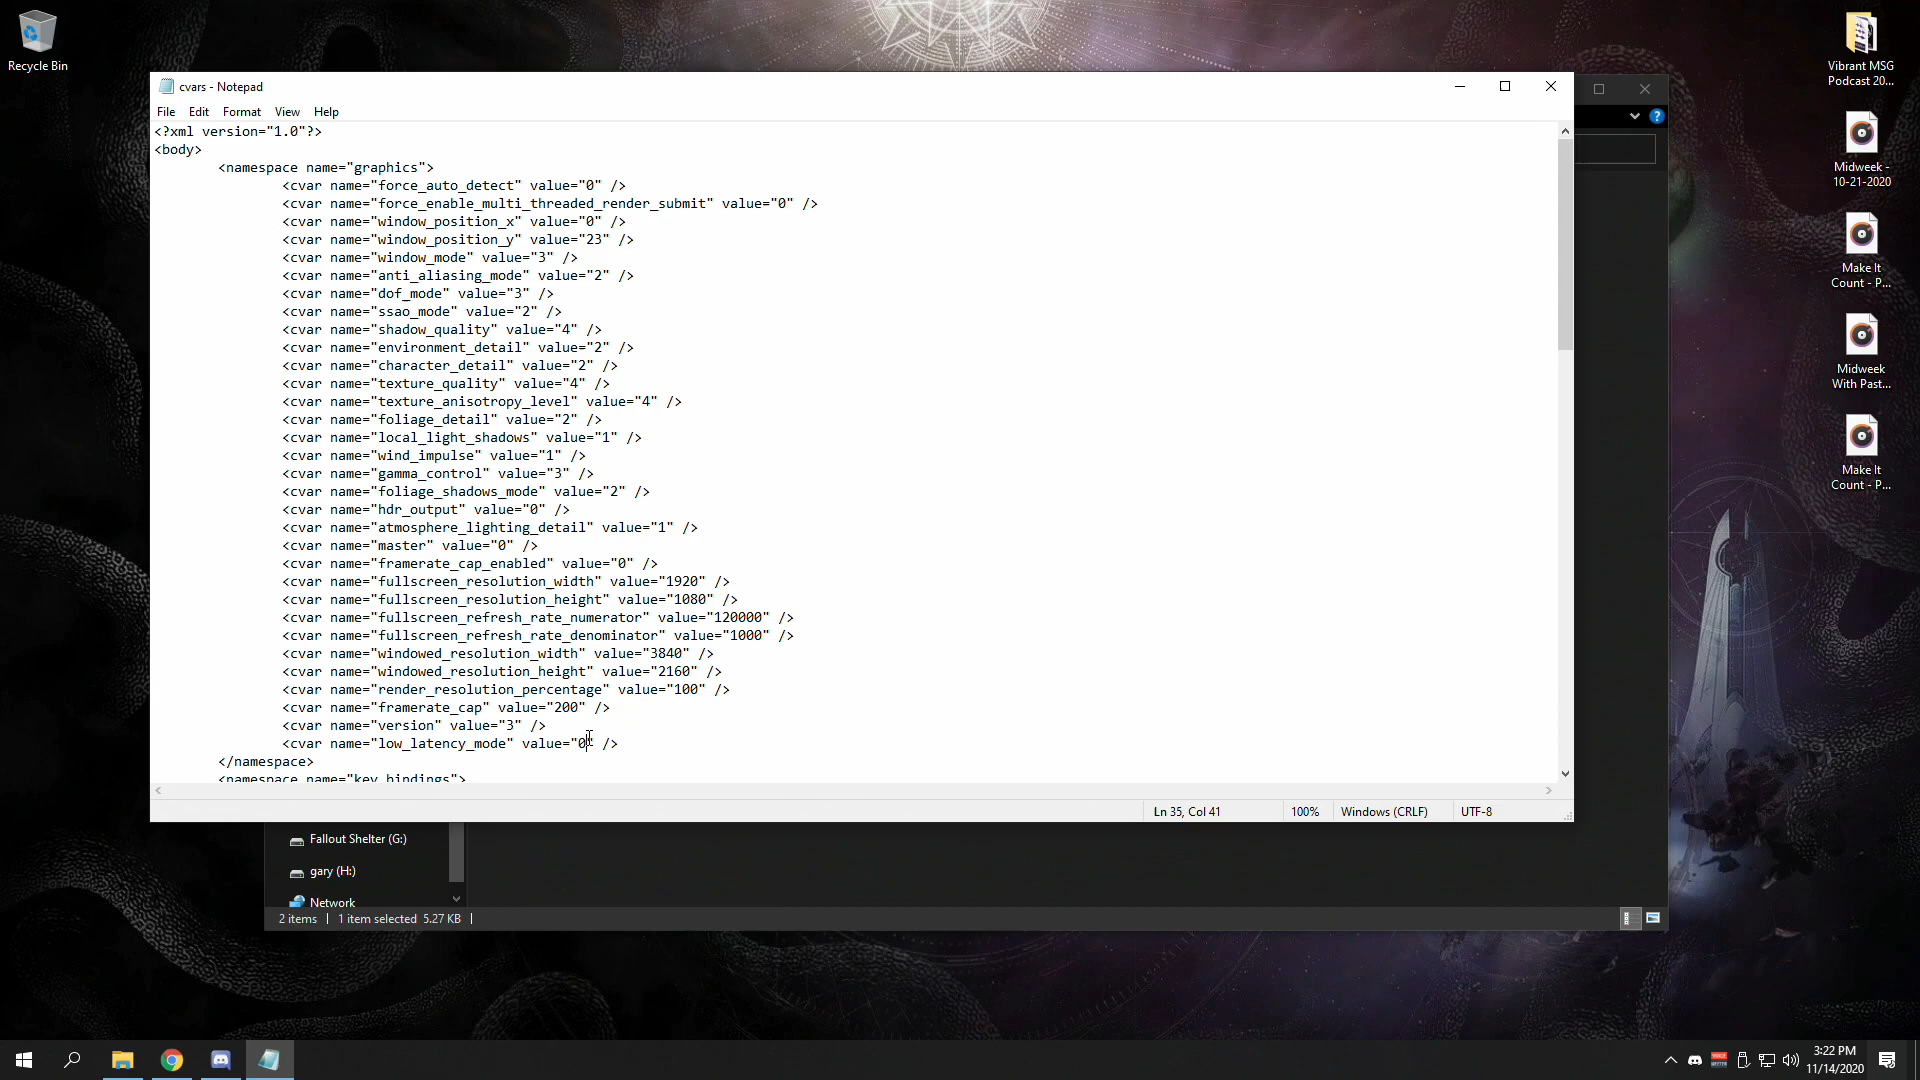 Recycle Bin
cvars - Notepad
File Edit Format View Help
<?xml version="1.0"?>
<body>
<namespace name="graphics">
<cvar name="force_auto_detect" value="0" />
<cvar name="force_enable_multi_threaded_render_submit" value="0" />
<cvar name="window_position_x" value="0" />
<cvar name="window_position_y" value="23" />
<cvar name="window_mode" value="3" />
<cvar name="anti_aliasing_mode" value="2" />
<cvar name="dof_mode" value="3" />
<cvar name="ssao_mode" value="2" />
<cvar name="shadow_quality" value="4" />
<cvar name="environment_detail" value="2" />
<cvar name="character_detail" value="2" />
<cvar name="texture_quality" value="4" />
<cvar name="texture_anisotropy_level" value="4" />
<cvar name="foliage_detail" value="2" />
<cvar name="local_light_shadows" value="1" />
<cvar name="wind_impulse" value="1" />
<cvar name="gamma_control" value="3" />
<cvar name="foliage_shadows_mode" value="2" />
<cvar name="hdr_output" value="0" />
<cvar name="atmosphere_lighting_detail" value="1" />
<cvar name="master" value="0" />
<cvar name="framerate_cap_enabled" value="0" />
<cvar name="fullscreen_resolution_width" value="1920" />
<cvar name="fullscreen_resolution_height" value="1080" />
<cvar name="fullscreen_refresh_rate_numerator" value="120000" />
<cvar name="fullscreen_refresh_rate_denominator" value="1000" />
<cvar name="windowed_resolution_width" value="3840" />
<cvar name="windowed_resolution_height" value="2160" />
<cvar name="render_resolution_percentage" value="100" />
<cvar name="framerate_cap" value="200" />
<cvar name="version" value="3" />
<cvar name="low_latency_mode" value="0" />
</namespace>
<namespace name="key_bindings">
Ln 35, Col 41 100% Windows (CRLF) UTF-8
Fallout Shelter (G:)
gary (H:)
Network
2 items 1 item selected 5.27 KB
Vibrant MSG
Podcast 20...
Midweek -
10-21-2020
Make It
Count - P...
Midweek
With Past...
Make It
Count - P...
3:22 PM
11/14/2020